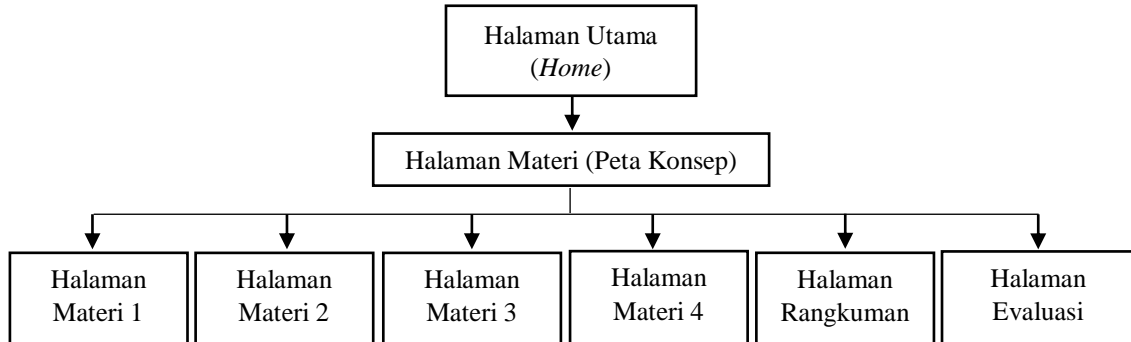 Halaman Utama
(Home)
Halaman Materi (Peta Konsep)
Halaman
Materi 1
Halaman
Materi 2
Halaman
Materi 3
Halaman
Materi 4
Halaman
Rangkuman
Halaman
Evaluasi